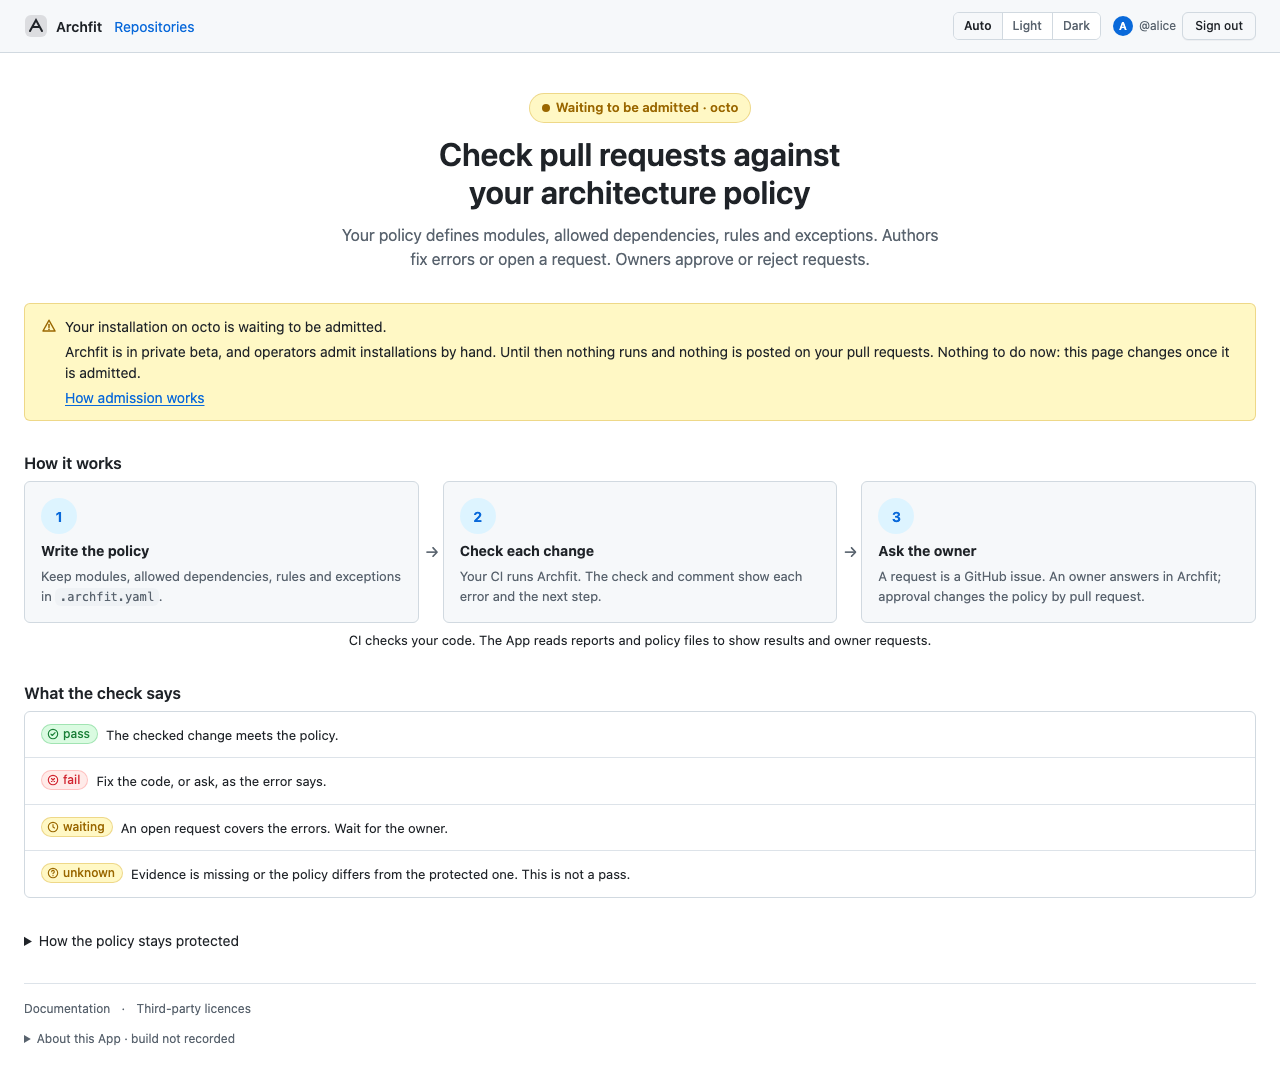 Archfit Repositories Auto Light Dark A @alice Sign out
Waiting to be admitted · octo
Check pull requests against
your architecture policy
Your policy defines modules, allowed dependencies, rules and exceptions. Authors
fix errors or open a request. Owners approve or reject requests.
Your installation on octo is waiting to be admitted.
Archfit is in private beta, and operators admit installations by hand. Until then nothing runs and nothing is posted on your pull requests. Nothing to do now: this page changes once it
is admitted.
How admission works
How it works
1
Write the policy
Keep modules, allowed dependencies, rules and exceptions
in .archfit.yaml.
→
2
Check each change
Your CI runs Archfit. The check and comment show each
error and the next step.
→
3
Ask the owner
A request is a GitHub issue. An owner answers in Archfit;
approval changes the policy by pull request.
CI checks your code. The App reads reports and policy files to show results and owner requests.
What the check says
pass The checked change meets the policy.
fail Fix the code, or ask, as the error says.
waiting An open request covers the errors. Wait for the owner.
unknown Evidence is missing or the policy differs from the protected one. This is not a pass.
How the policy stays protected
Documentation · Third-party licences
About this App · build not recorded